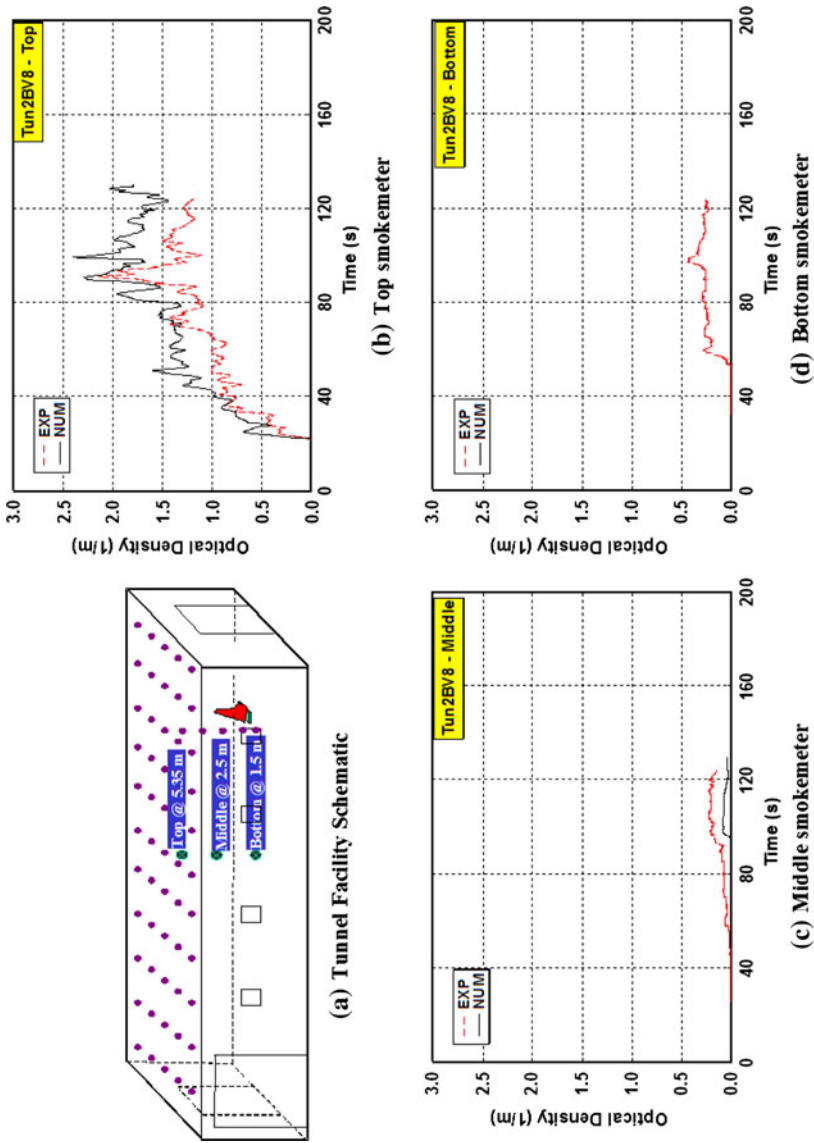 Top @ 5.35 m
Middle @ 2.5 m
Bottom @ 1.5 m
(a) Tunnel Facility Schematic
Tun2BV8 - Top
EXP
NUM
Optical Density (1/m)
3.0
2.5
2.0
1.5
1.0
0.5
0.0
0
40
80
120
160
200
Time (s)
(b) Top smokemeter
Tun2BV8 - Middle
EXP
NUM
Optical Density (1/m)
3.0
2.5
2.0
1.5
1.0
0.5
0.0
0
40
80
120
160
200
Time (s)
(c) Middle smokemeter
Tun2BV8 - Bottom
EXP
NUM
Optical Density (1/m)
3.0
2.5
2.0
1.5
1.0
0.5
0.0
0
40
80
120
160
200
Time (s)
(d) Bottom smokemeter